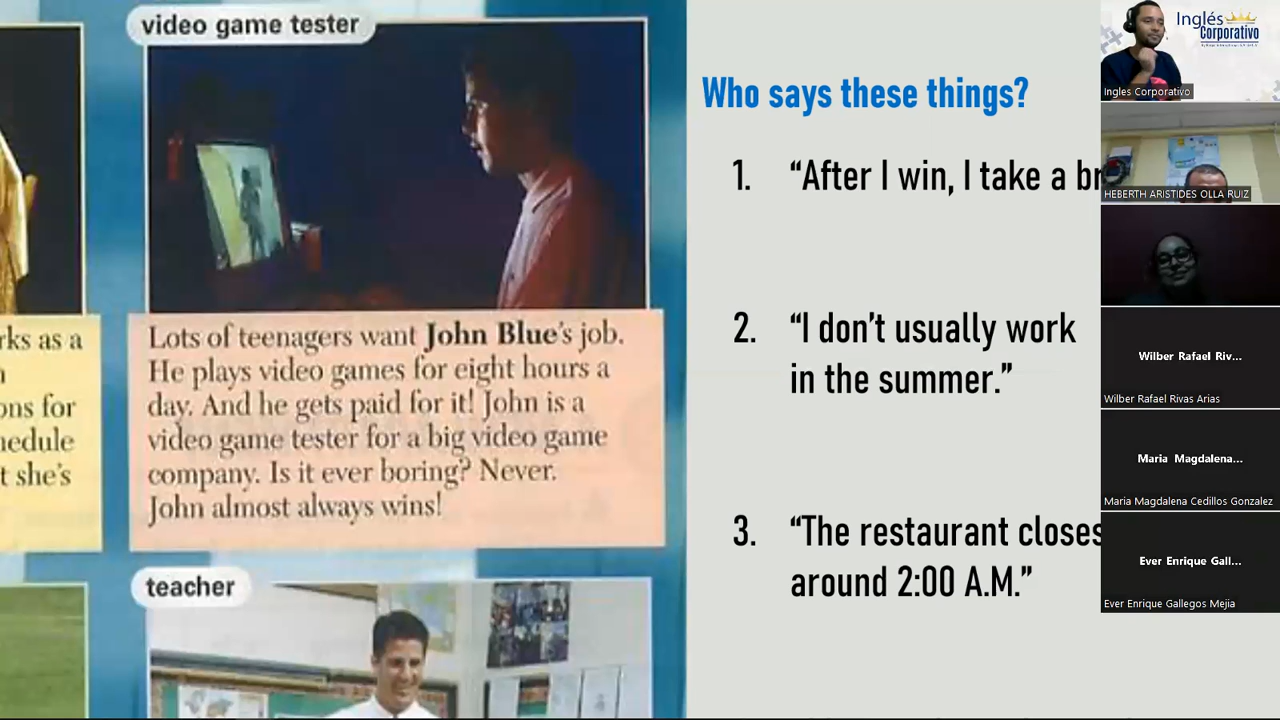 video game tester
rks as a
ons for
hedule
t she's
Lots of teenagers want John Blue's job.
He plays video games for eight hours a
day. And he gets paid for it! John is a
video game tester for a big video game
company. Is it ever boring? Never.
John almost always wins!
teacher
Who says these things?
1. “After I win, I take a br
2. “I don’t usually work
in the summer.”
3. “The restaurant closes
around 2:00 A.M.”
Inglés
Corporativo
Ingles Corporativo
HEBERTH ARISTIDES OLLA RUIZ
Wilber Rafael Riv...
Wilber Rafael Rivas Arias
Maria Magdalena...
Maria Magdalena Cedillos Gonzalez
Ever Enrique Gall...
Ever Enrique Gallegos Mejia